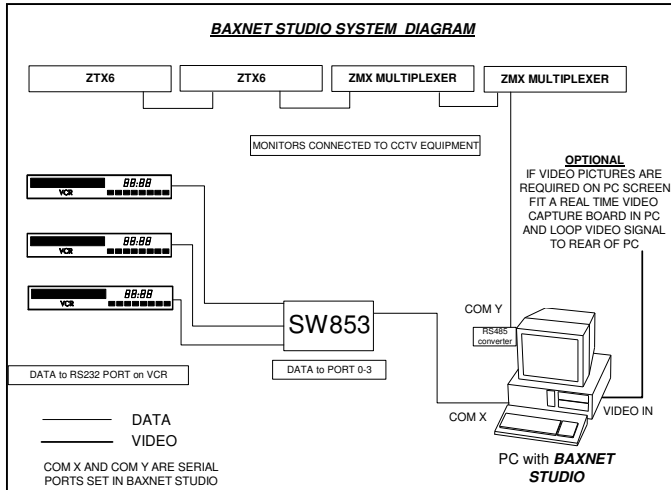 BAXNET STUDIO SYSTEM DIAGRAM
ZTX6
ZTX6
ZMX MULTIPLEXER
ZMX MULTIPLEXER
MONITORS CONNECTED TO CCTV EQUIPMENT
OPTIONAL
IF VIDEO PICTURES ARE
REQUIRED ON PC SCREEN
FIT A REAL TIME VIDEO
CAPTURE BOARD IN PC
AND LOOP VIDEO SIGNAL
TO REAR OF PC
88:88
VCR
88:88
VCR
88:88
VCR
SW853
COM Y
RS485
converter
DATA to RS232 PORT on VCR
DATA to PORT 0-3
COM X
VIDEO IN
DATA
VIDEO
PC with BAXNET
STUDIO
COM X AND COM Y ARE SERIAL
PORTS SET IN BAXNET STUDIO